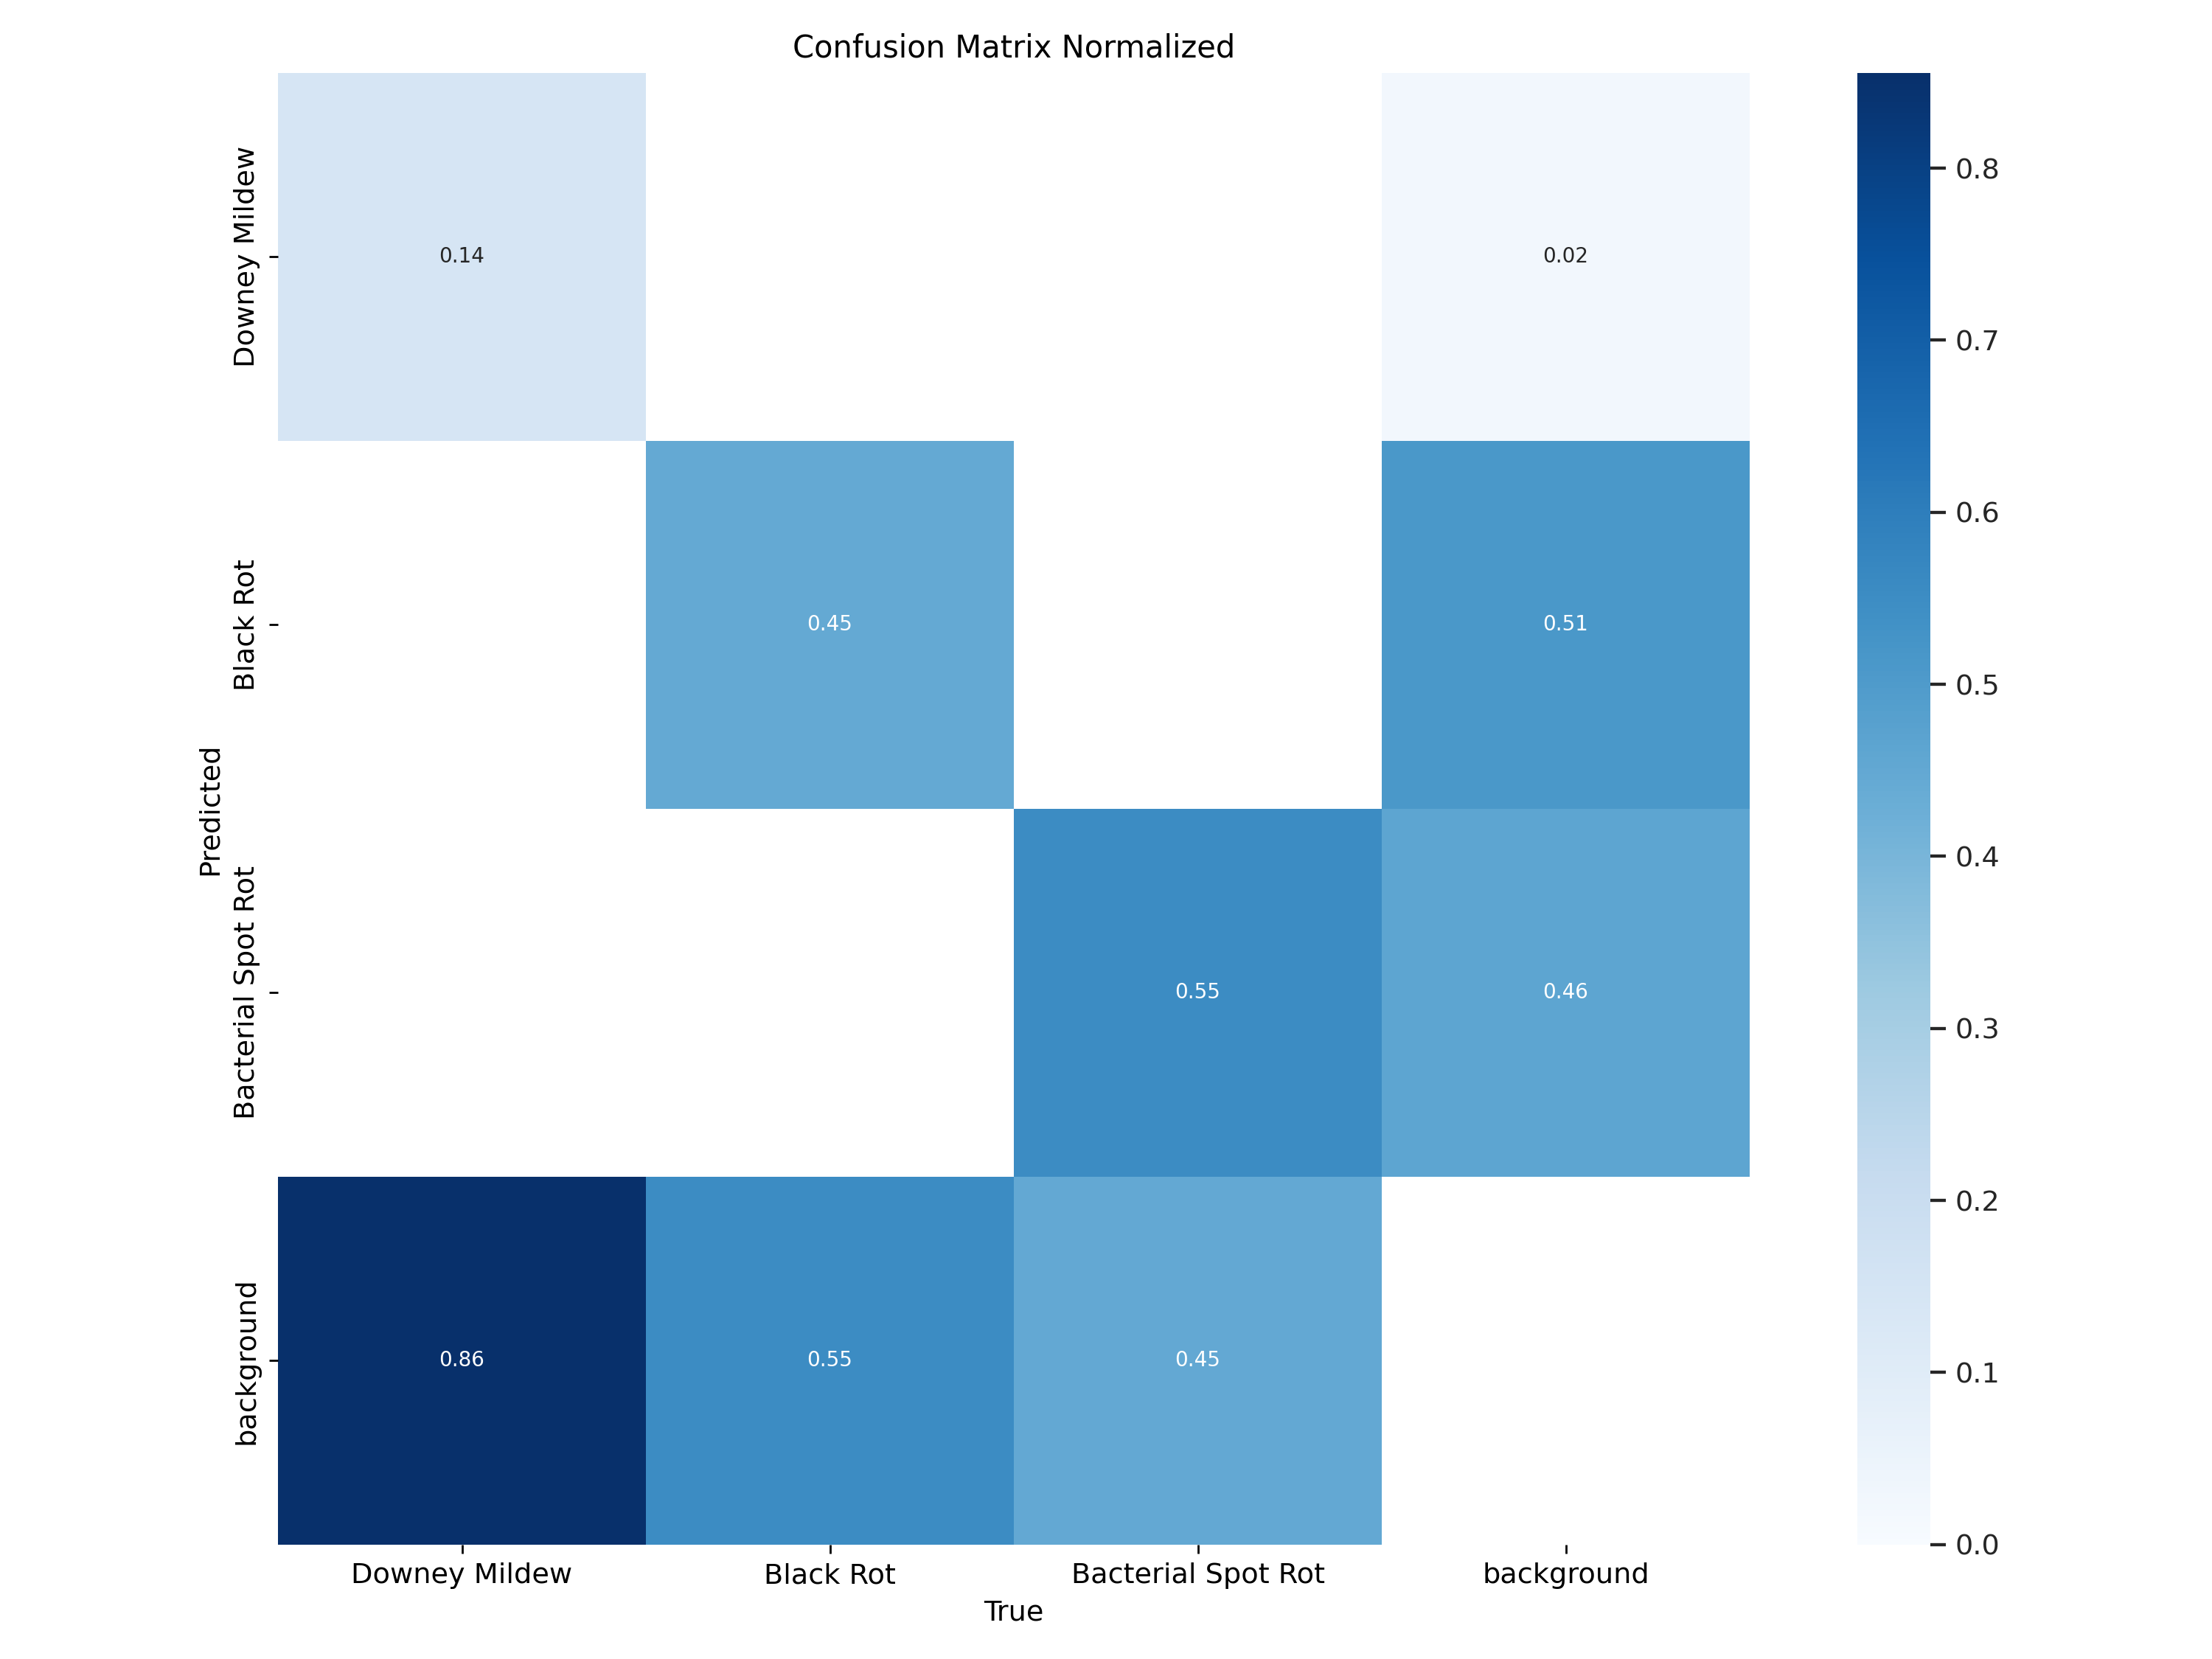 Confusion Matrix Normalized
Predicted
Downey Mildew
Black Rot
Bacterial Spot Rot
background
0.14
0.02
0.45
0.51
0.55
0.46
0.86
0.55
0.45
Downey Mildew
Black Rot
Bacterial Spot Rot
background
True
0.8
0.7
0.6
0.5
0.4
0.3
0.2
0.1
0.0